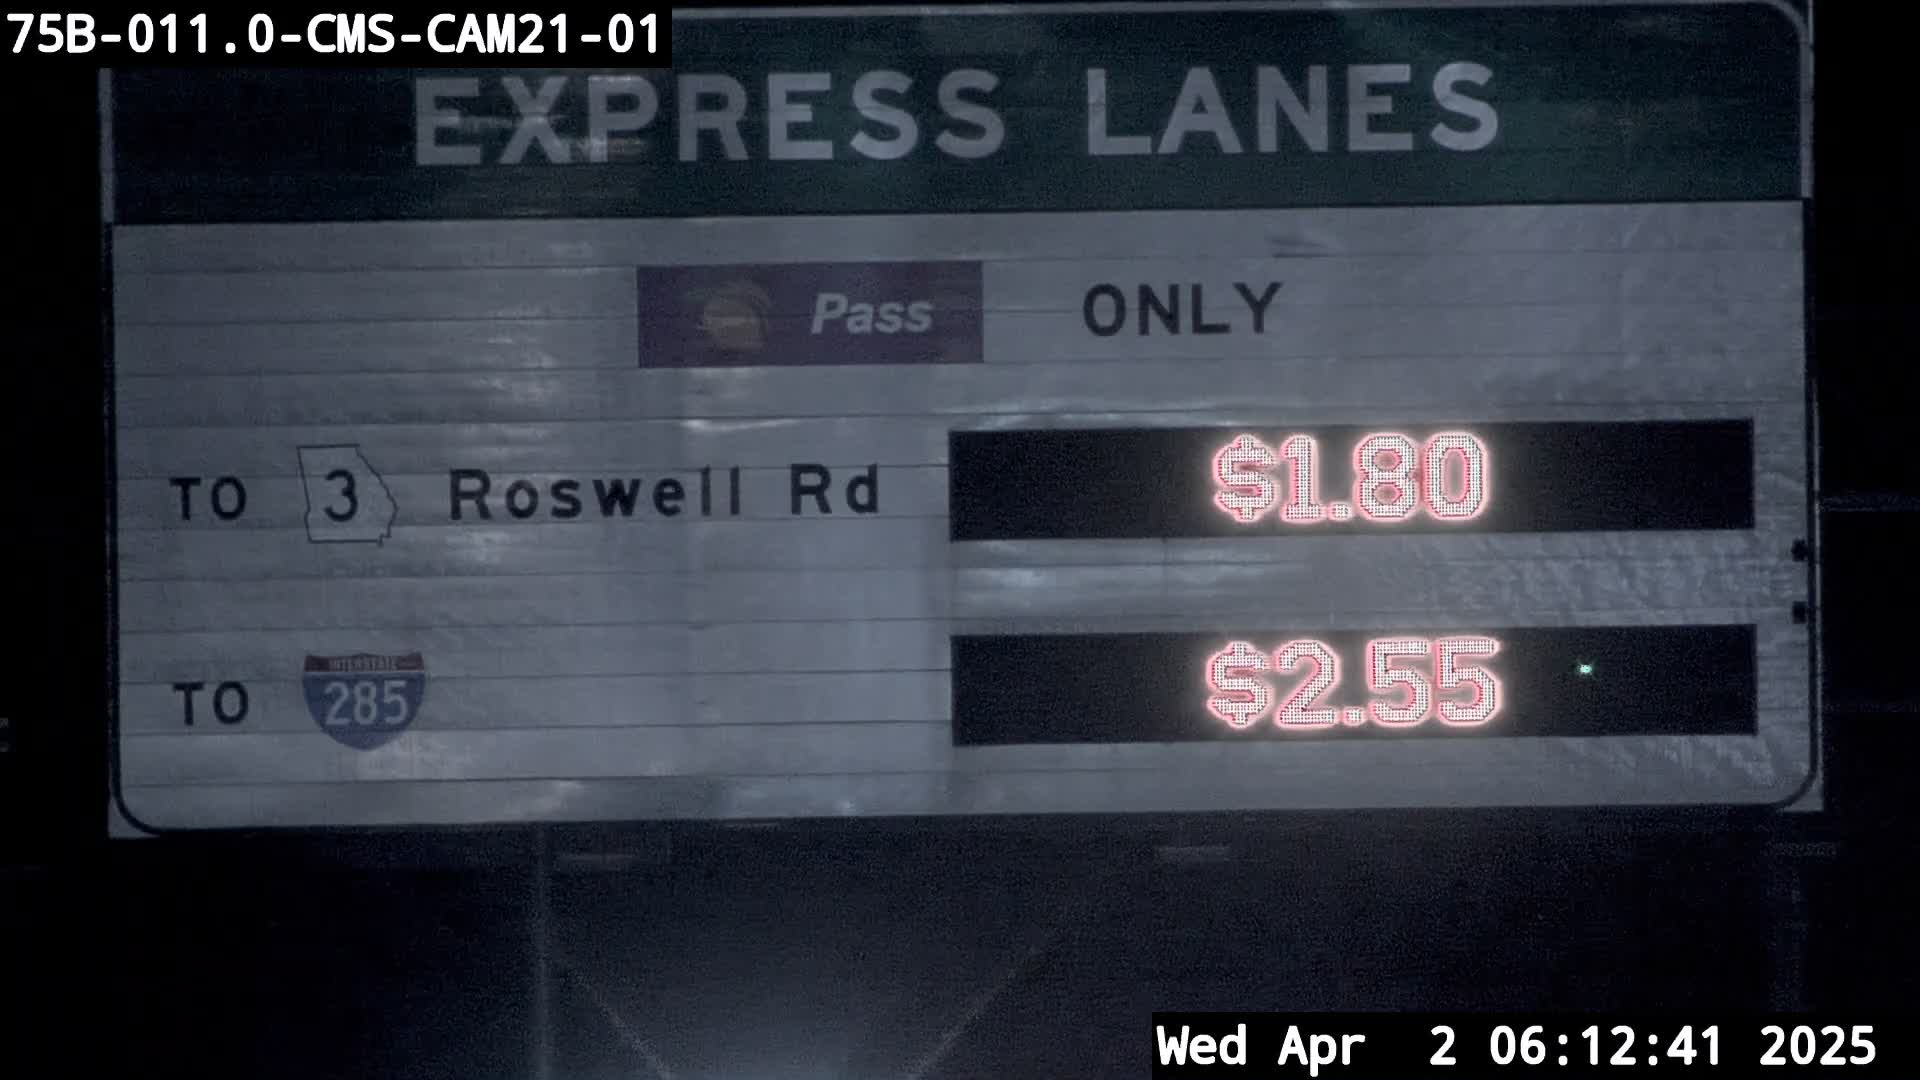 75B-011.0-CMS-CAM21-01
EXPRESS LANES
Pass ONLY
TO 3 Roswell Rd $1.80
TO INTERSTATE 285 $2.55
Wed Apr 2 06:12:41 2025